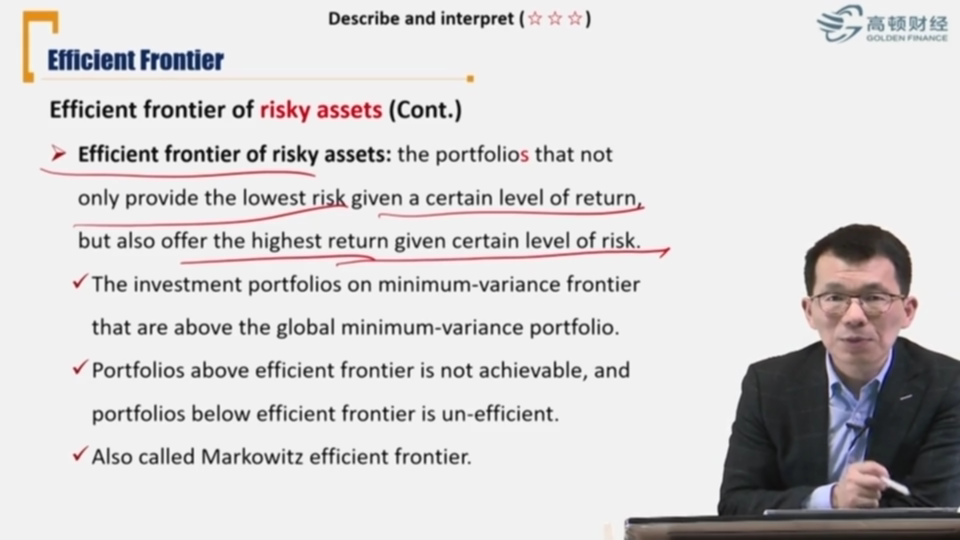 Describe and interpret (☆☆☆)
高顿财经
GOLDEN FINANCE
Efficient Frontier
Efficient frontier of risky assets (Cont.)
➢ Efficient frontier of risky assets: the portfolios that not
only provide the lowest risk given a certain level of return,
but also offer the highest return given certain level of risk.
✓The investment portfolios on minimum-variance frontier
that are above the global minimum-variance portfolio.
✓Portfolios above efficient frontier is not achievable, and
portfolios below efficient frontier is un-efficient.
✓Also called Markowitz efficient frontier.